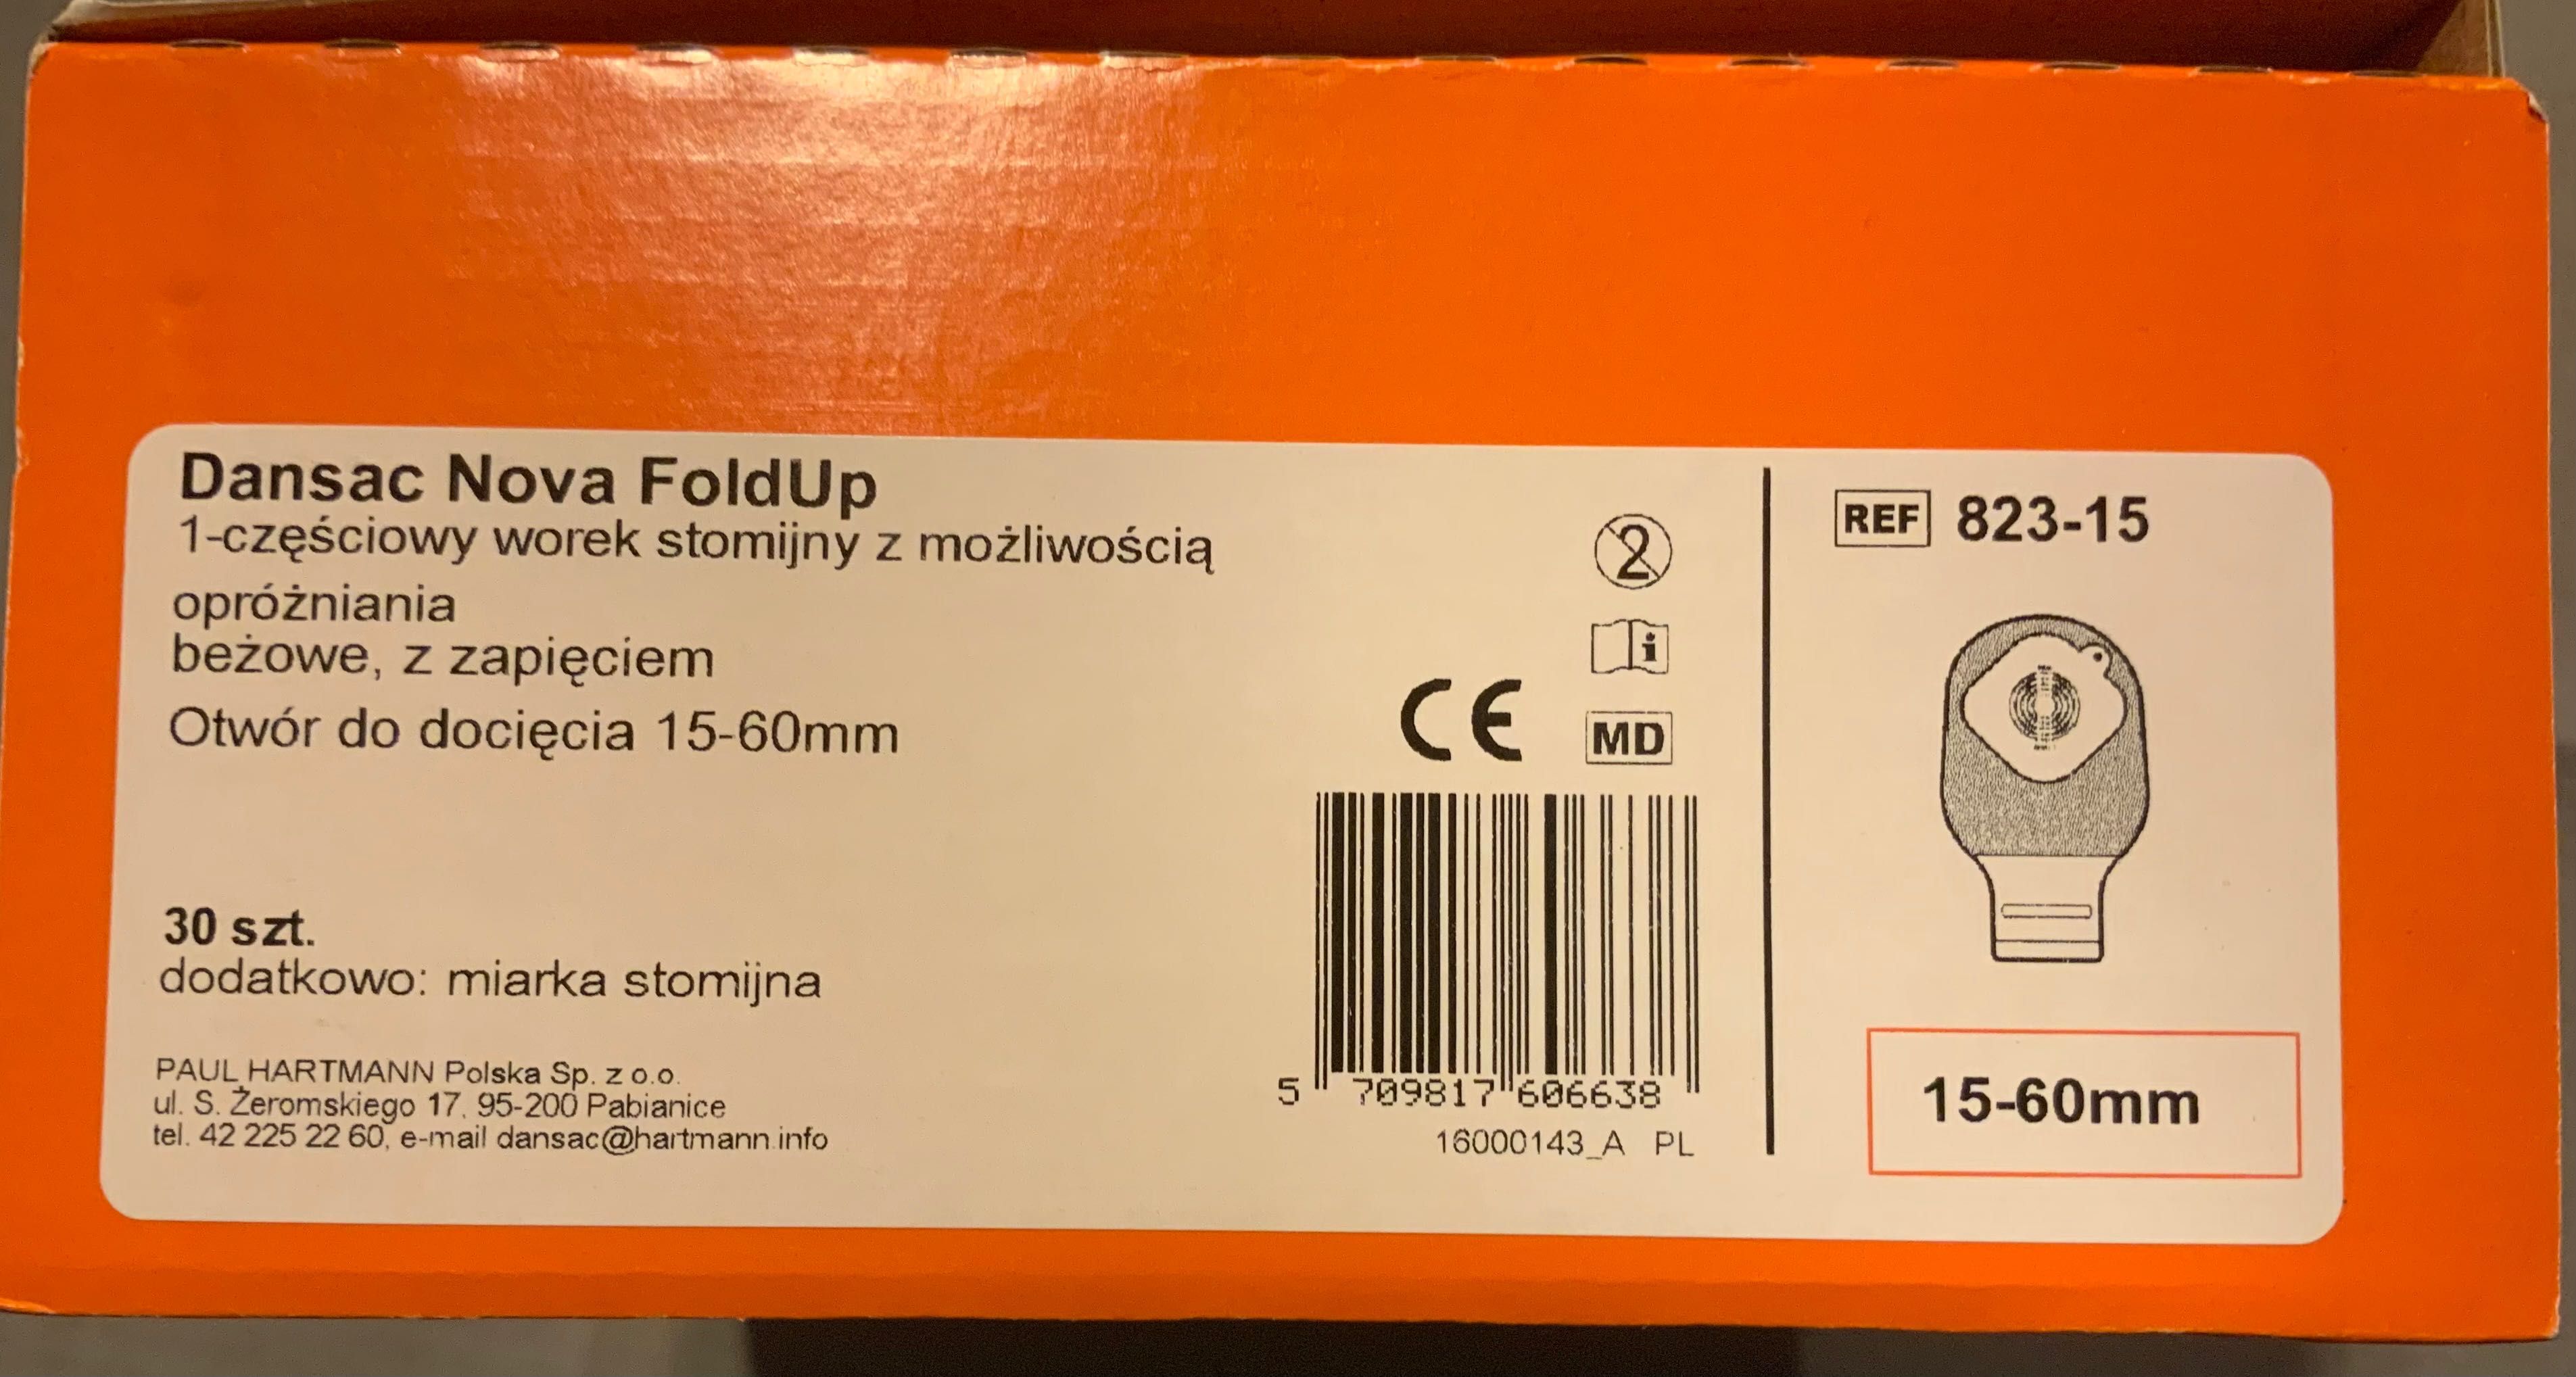 Dansac Nova FoldUp
1-częściowy worek stomijny z możliwością
opróżniania
beżowe, z zapięciem
Otwór do docięcia 15-60mm
30 szt.
dodatkowo: miarka stomijna
PAUL HARTMANN Polska Sp. z o.o.
ul. S. Żeromskiego 17, 95-200 Pabianice
tel. 42 225 22 60, e-mail dansac@hartmann.info
2
i
CE
MD
5 709817 606638
16000143_A PL
REF 823-15
15-60mm